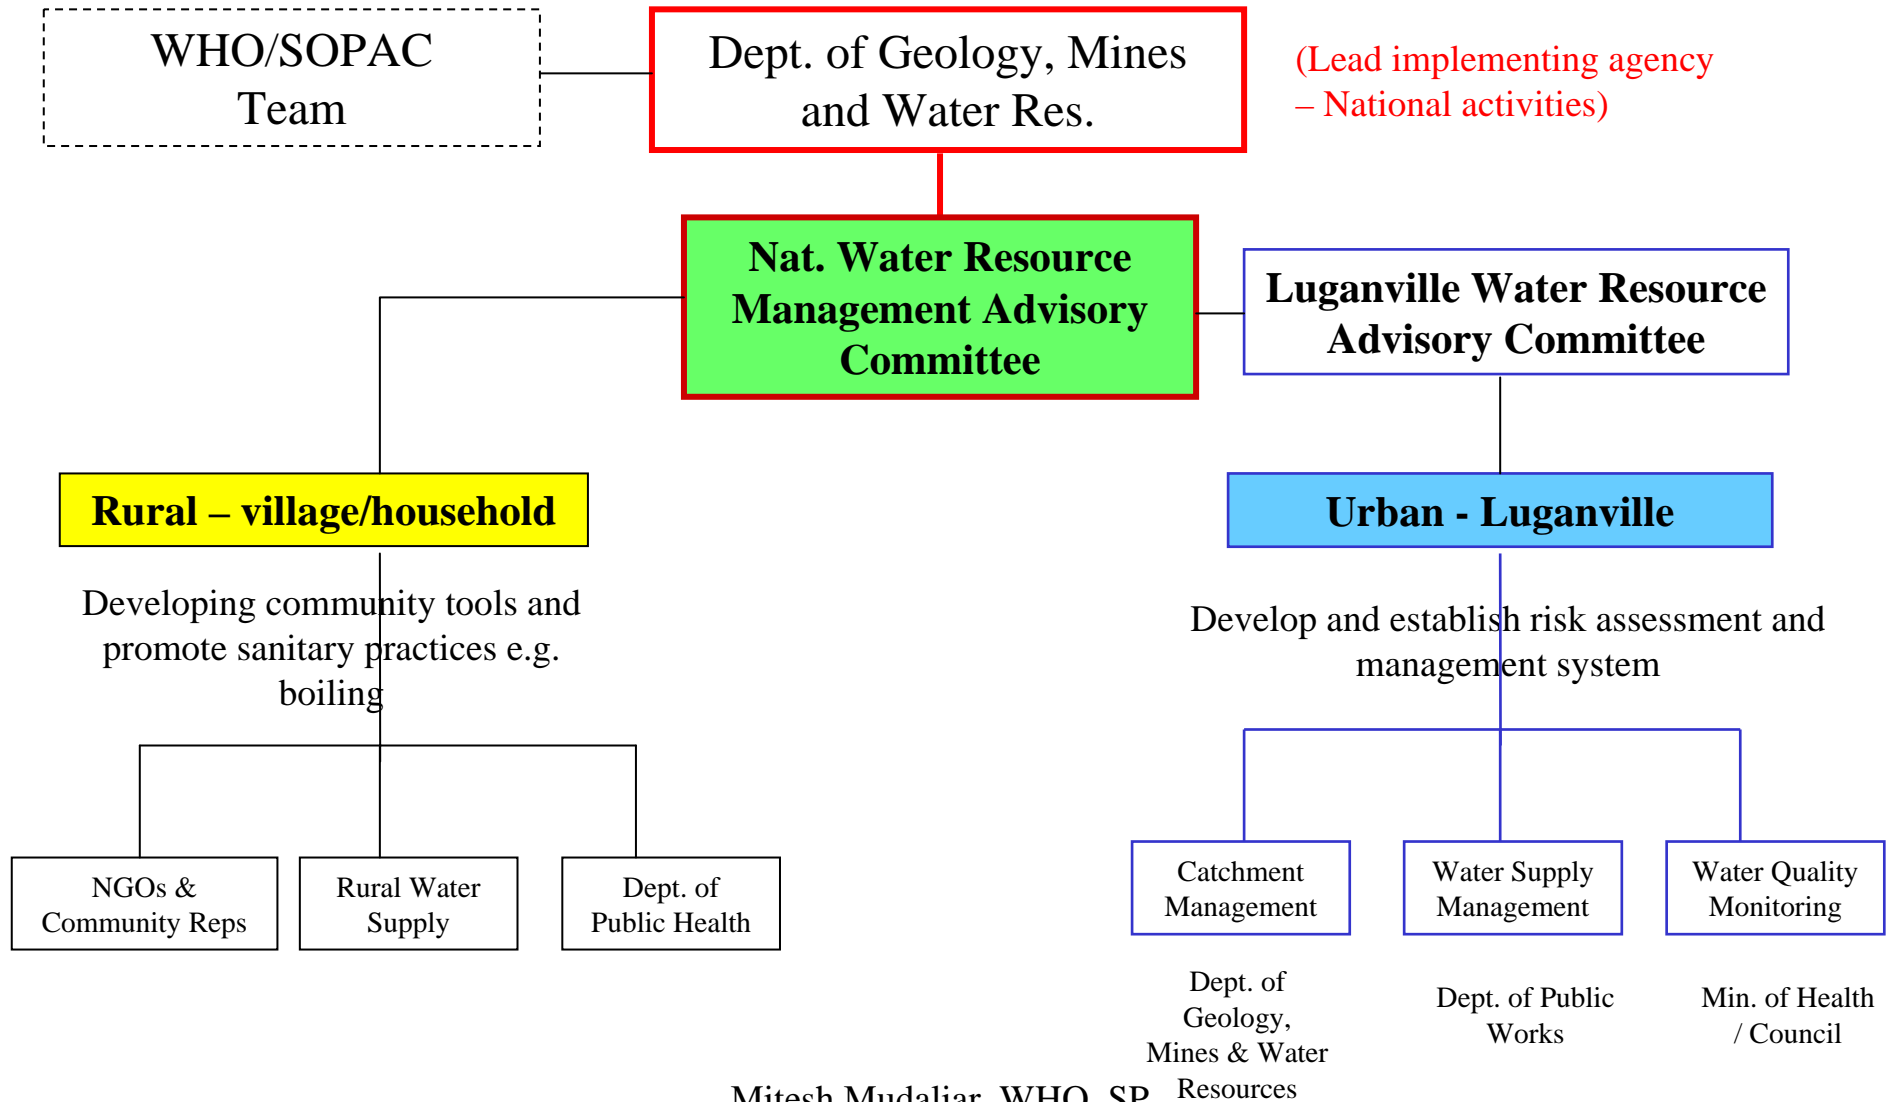 WHO/SOPAC
Team
Dept. of Geology, Mines
and Water Res.
(Lead implementing agency
– National activities)
Nat. Water Resource
Management Advisory
Committee
Luganville Water Resource
Advisory Committee
Rural – village/household
Urban - Luganville
Developing community tools and
promote sanitary practices e.g.
boiling
Develop and establish risk assessment and
management system
NGOs &
Community Reps
Rural Water
Supply
Dept. of
Public Health
Catchment
Management
Water Supply
Management
Water Quality
Monitoring
Dept. of
Geology,
Mines & Water
Resources
Dept. of Public
Works
Min. of Health
/ Council
Mitesh Mudaliar, WHO, SP